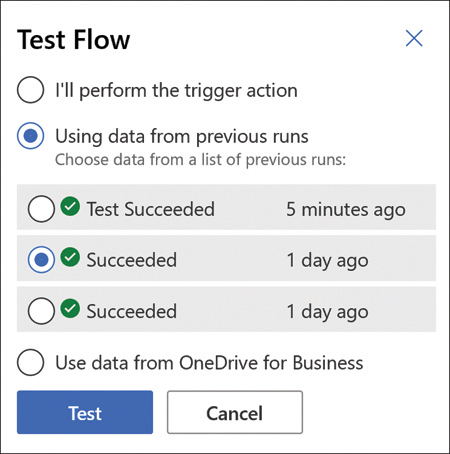 Test Flow
I'll perform the trigger action
Using data from previous runs
Choose data from a list of previous runs:
Test Succeeded 5 minutes ago
Succeeded 1 day ago
Succeeded 1 day ago
Use data from OneDrive for Business
Test Cancel